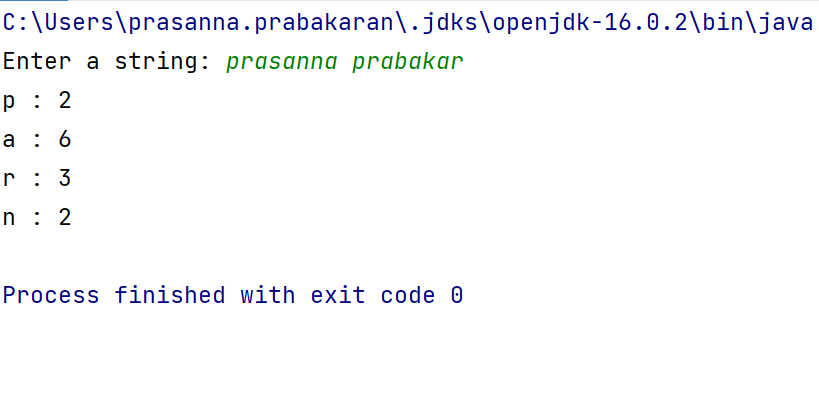 C:\Users\prasanna.prabakaran\.jdks\openjdk-16.0.2\bin\java
Enter a string: prasanna prabakar
p : 2
a : 6
r : 3
n : 2
Process finished with exit code 0